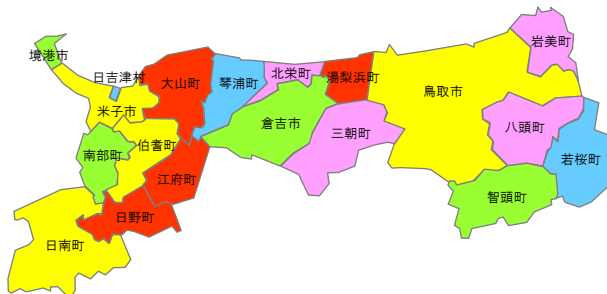 岩美町
境港市
日吉津村
大山町
琴浦町
北栄町
湯梨浜町
鳥取市
米子市
倉吉市
八頭町
三朝町
伯耆町
南部町
若桜町
江府町
智頭町
日野町
日南町